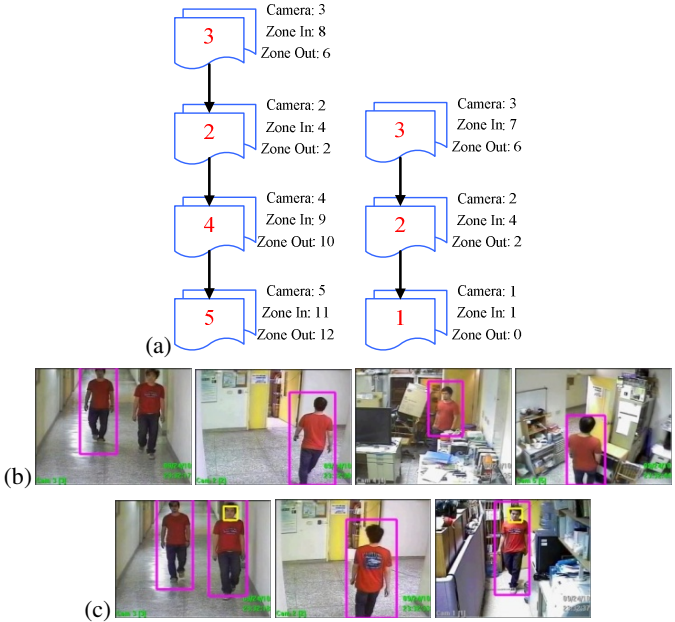 3
Camera: 3
Zone In: 8
Zone Out: 6
2
Camera: 2
Zone In: 4
Zone Out: 2
4
Camera: 4
Zone In: 9
Zone Out: 10
5
Camera: 5
Zone In: 11
Zone Out: 12
3
Camera: 3
Zone In: 7
Zone Out: 6
2
Camera: 2
Zone In: 4
Zone Out: 2
1
Camera: 1
Zone In: 1
Zone Out: 0
(a)
(b)
(c)